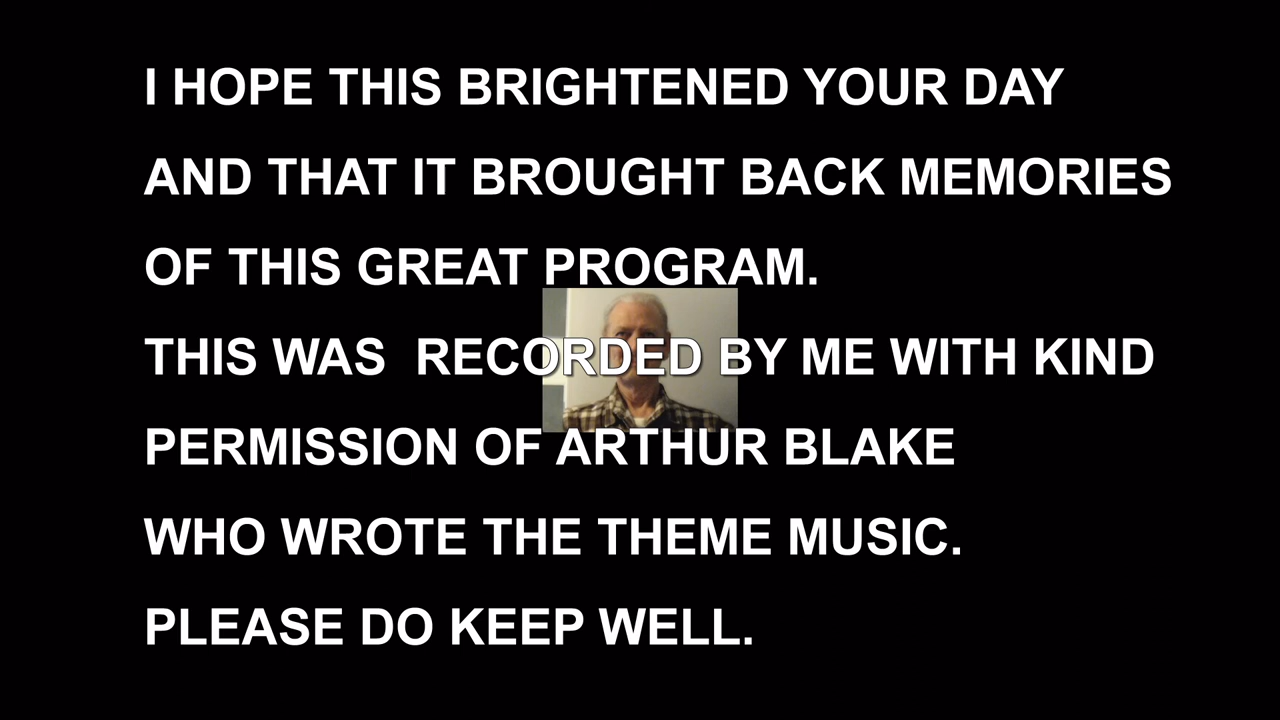 I HOPE THIS BRIGHTENED YOUR DAY
AND THAT IT BROUGHT BACK MEMORIES
OF THIS GREAT PROGRAM.
THIS WAS  RECORDED BY ME WITH KIND
PERMISSION OF ARTHUR BLAKE
WHO WROTE THE THEME MUSIC.
PLEASE DO KEEP WELL.